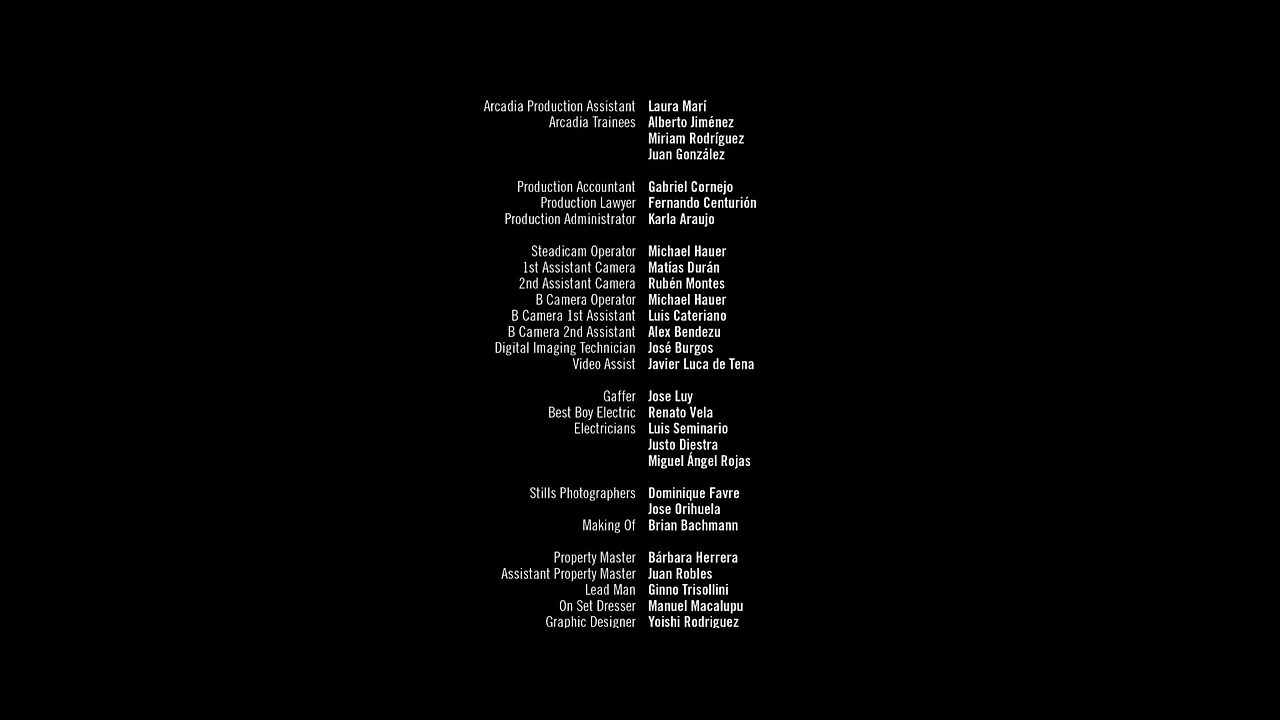 Arcadia Production Assistant Laura Marí
Arcadia Trainees Alberto Jiménez
Miriam Rodríguez
Juan González
Production Accountant Gabriel Cornejo
Production Lawyer Fernando Centurión
Production Administrator Karla Araujo
Steadicam Operator Michael Hauer
1st Assistant Camera Matías Durán
2nd Assistant Camera Rubén Montes
B Camera Operator Michael Hauer
B Camera 1st Assistant Luis Cateriano
B Camera 2nd Assistant Alex Bendezu
Digital Imaging Technician José Burgos
Video Assist Javier Luca de Tena
Gaffer Jose Luy
Best Boy Electric Renato Vela
Electricians Luis Seminario
Justo Diestra
Miguel Ángel Rojas
Stills Photographers Dominique Favre
Jose Orihuela
Making Of Brian Bachmann
Property Master Bárbara Herrera
Assistant Property Master Juan Robles
Lead Man Ginno Trisollini
On Set Dresser Manuel Macalupu
Graphic Designer Yoishi Rodriguez